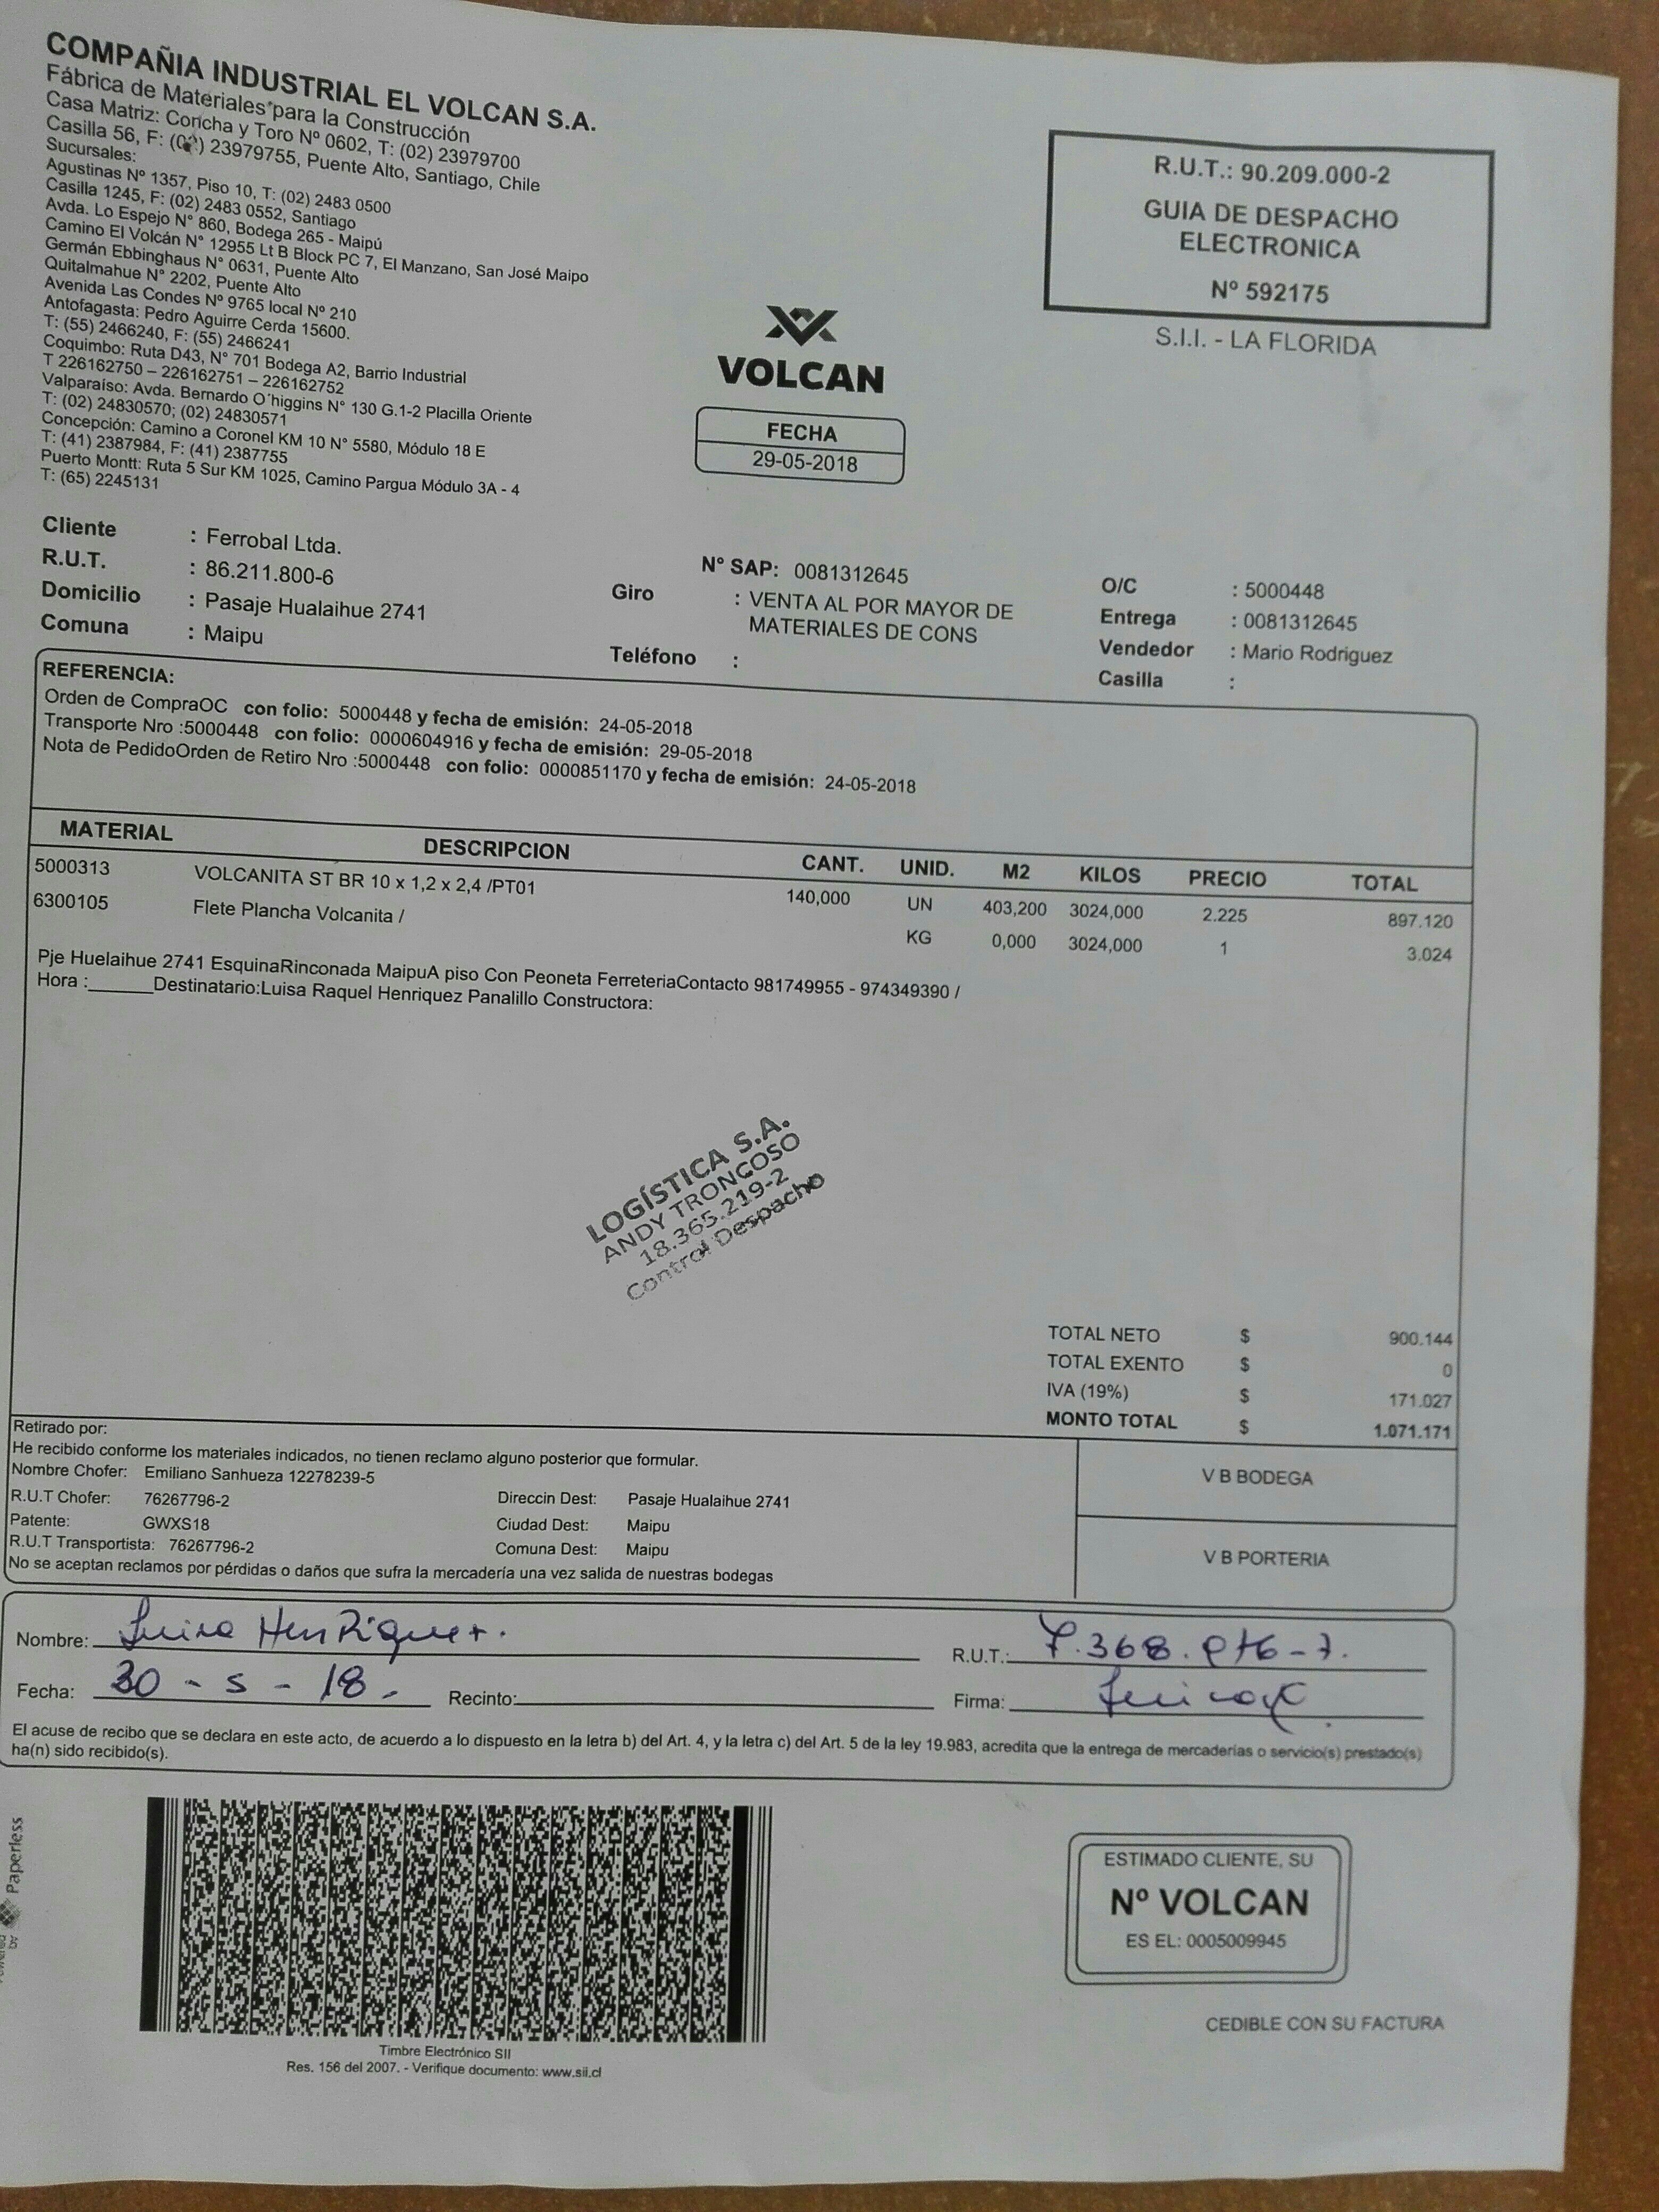 COMPAÑIA INDUSTRIAL EL VOLCAN S.A.
Fábrica de Materiales para la Construcción
Casa Matriz: Concha y Toro Nº 0602, T: (02) 23979700
Casilla 56, F: (02) 23979755, Puente Alto, Santiago, Chile
Sucursales:
Agustinas Nº 1357, Piso 10, T: (02) 2483 0500
Casilla 1245, F: (02) 2483 0552, Santiago
Avda. Lo Espejo N° 860, Bodega 265 - Maipú
Camino El Volcán N° 12955 Lt B Block PC 7, El Manzano, San José Maipo
Germán Ebbinghaus N° 0631, Puente Alto
Quitalmahue N° 2202, Puente Alto
Avenida Las Condes Nº 9765 local Nº 210
Antofagasta: Pedro Aguirre Cerda 15600.
T: (55) 2466240, F: (55) 2466241
Coquimbo: Ruta D43, N° 701 Bodega A2, Barrio Industrial
T 226162750 – 226162751 – 226162752
Valparaíso: Avda. Bernardo O´higgins N° 130 G.1-2 Placilla Oriente
T: (02) 24830570; (02) 24830571
Concepción: Camino a Coronel KM 10 N° 5580, Módulo 18 E
T: (41) 2387984, F: (41) 2387755
Puerto Montt: Ruta 5 Sur KM 1025, Camino Pargua Módulo 3A - 4
T: (65) 2245131
VOLCAN
FECHA
29-05-2018
R.U.T.: 90.209.000-2
GUIA DE DESPACHO
ELECTRONICA
Nº 592175
S.I.I. - LA FLORIDA
Cliente : Ferrobal Ltda.
R.U.T. : 86.211.800-6
Domicilio : Pasaje Hualaihue 2741
Comuna : Maipu
N° SAP: 0081312645
Giro : VENTA AL POR MAYOR DE
MATERIALES DE CONS
Teléfono :
O/C : 5000448
Entrega : 0081312645
Vendedor : Mario Rodriguez
Casilla :
REFERENCIA:
Orden de CompraOC con folio: 5000448 y fecha de emisión: 24-05-2018
Transporte Nro :5000448 con folio: 0000604916 y fecha de emisión: 29-05-2018
Nota de PedidoOrden de Retiro Nro :5000448 con folio: 0000851170 y fecha de emisión: 24-05-2018
MATERIAL DESCRIPCION CANT. UNID. M2 KILOS PRECIO TOTAL
5000313 VOLCANITA ST BR 10 x 1,2 x 2,4 /PT01 140,000 UN 403,200 3024,000 2.225 897.120
6300105 Flete Plancha Volcanita / KG 0,000 3024,000 1 3.024
Pje Huelaihue 2741 EsquinaRinconada MaipuA piso Con Peoneta FerreteriaContacto 981749955 - 974349390 /
Hora :______Destinatario:Luisa Raquel Henriquez Panalillo Constructora:
LOGÍSTICA S.A.
ANDY TRONCOSO
18.365.219-2
Control Despacho
TOTAL NETO $ 900.144
TOTAL EXENTO $ 0
IVA (19%) $ 171.027
MONTO TOTAL $ 1.071.171
Retirado por:
He recibido conforme los materiales indicados, no tienen reclamo alguno posterior que formular.
Nombre Chofer: Emiliano Sanhueza 12278239-5
R.U.T Chofer: 76267796-2 Direccin Dest: Pasaje Hualaihue 2741
Patente: GWXS18 Ciudad Dest: Maipu
R.U.T Transportista: 76267796-2 Comuna Dest: Maipu
No se aceptan reclamos por pérdidas o daños que sufra la mercadería una vez salida de nuestras bodegas
V B BODEGA
V B PORTERIA
Nombre: Luisa HenRiquez. R.U.T.:
Fecha: 30 - 5 - 18. Recinto: Firma:
El acuse de recibo que se declara en este acto, de acuerdo a lo dispuesto en la letra b) del Art. 4, y la letra c) del Art. 5 de la ley 19.983, acredita que la entrega de mercaderías o servicio(s) prestado(s)
ha(n) sido recibido(s).
Paperless
Timbre Electrónico SII
Res. 156 del 2007. - Verifique documento: www.sii.cl
ESTIMADO CLIENTE, SU
Nº VOLCAN
ES EL: 0005009945
CEDIBLE CON SU FACTURA